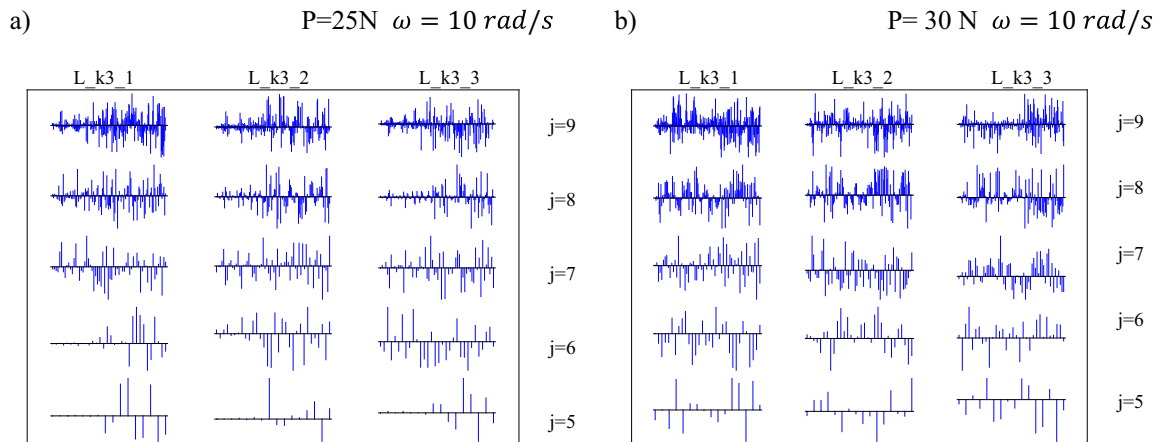 a) P=25N ω = 10 rad/s
L_k3_1 L_k3_2 L_k3_3
j=9
j=8
j=7
j=6
j=5
b) P= 30 N ω = 10 rad/s
L_k3_1 L_k3_2 L_k3_3
j=9
j=8
j=7
j=6
j=5